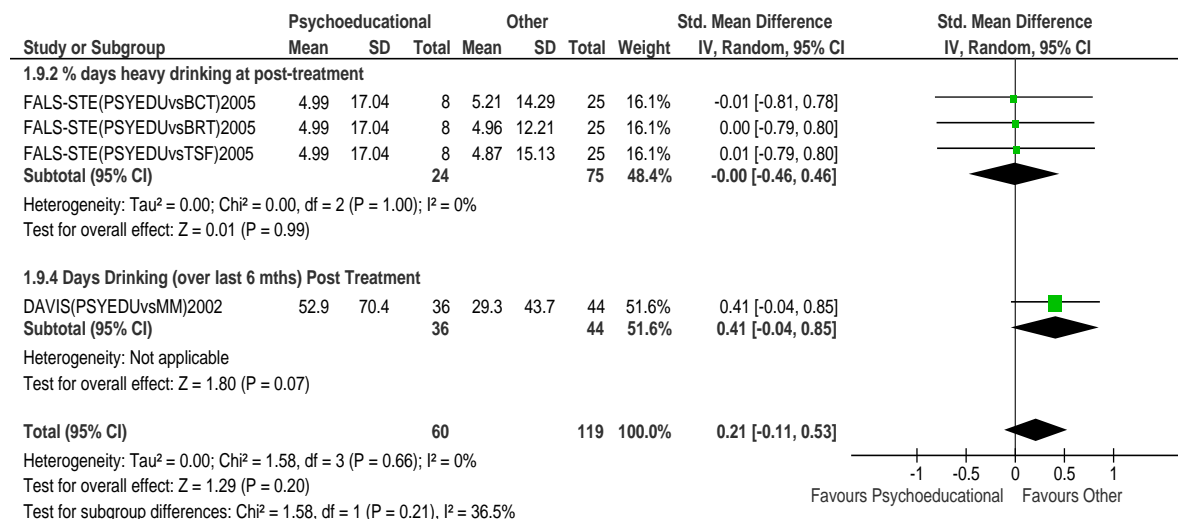 Psychoeducational Other Std. Mean Difference Std. Mean Difference
Study or Subgroup Mean SD Total Mean SD Total Weight IV, Random, 95% CI IV, Random, 95% CI
1.9.2 % days heavy drinking at post-treatment
FALS-STE(PSYEDUvsBCT)2005 4.99 17.04 8 5.21 14.29 25 16.1% -0.01 [-0.81, 0.78]
FALS-STE(PSYEDUvsBRT)2005 4.99 17.04 8 4.96 12.21 25 16.1% 0.00 [-0.79, 0.80]
FALS-STE(PSYEDUvsTSF)2005 4.99 17.04 8 4.87 15.13 25 16.1% 0.01 [-0.79, 0.80]
Subtotal (95% CI) 24 75 48.4% -0.00 [-0.46, 0.46]
Heterogeneity: Tau² = 0.00; Chi² = 0.00, df = 2 (P = 1.00); I² = 0%
Test for overall effect: Z = 0.01 (P = 0.99)
1.9.4 Days Drinking (over last 6 mths) Post Treatment
DAVIS(PSYEDUvsMM)2002 52.9 70.4 36 29.3 43.7 44 51.6% 0.41 [-0.04, 0.85]
Subtotal (95% CI) 36 44 51.6% 0.41 [-0.04, 0.85]
Heterogeneity: Not applicable
Test for overall effect: Z = 1.80 (P = 0.07)
Total (95% CI) 60 119 100.0% 0.21 [-0.11, 0.53]
Heterogeneity: Tau² = 0.00; Chi² = 1.58, df = 3 (P = 0.66); I² = 0%
Test for overall effect: Z = 1.29 (P = 0.20)
Test for subgroup differences: Chi² = 1.58, df = 1 (P = 0.21), I² = 36.5%
-1 -0.5 0 0.5 1
Favours Psychoeducational Favours Other